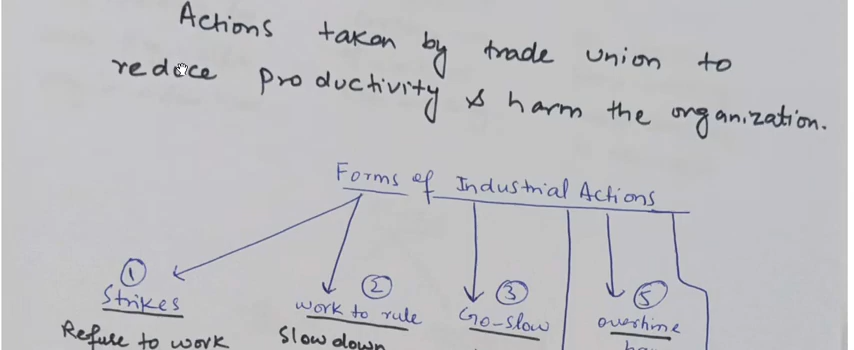 Actions taken by trade union to
reduce productivity & harm the organization.
Forms of Industrial Actions
① ② ③ ⑤
Strikes work to rule Go-slow overtime
Refuse to work Slow down